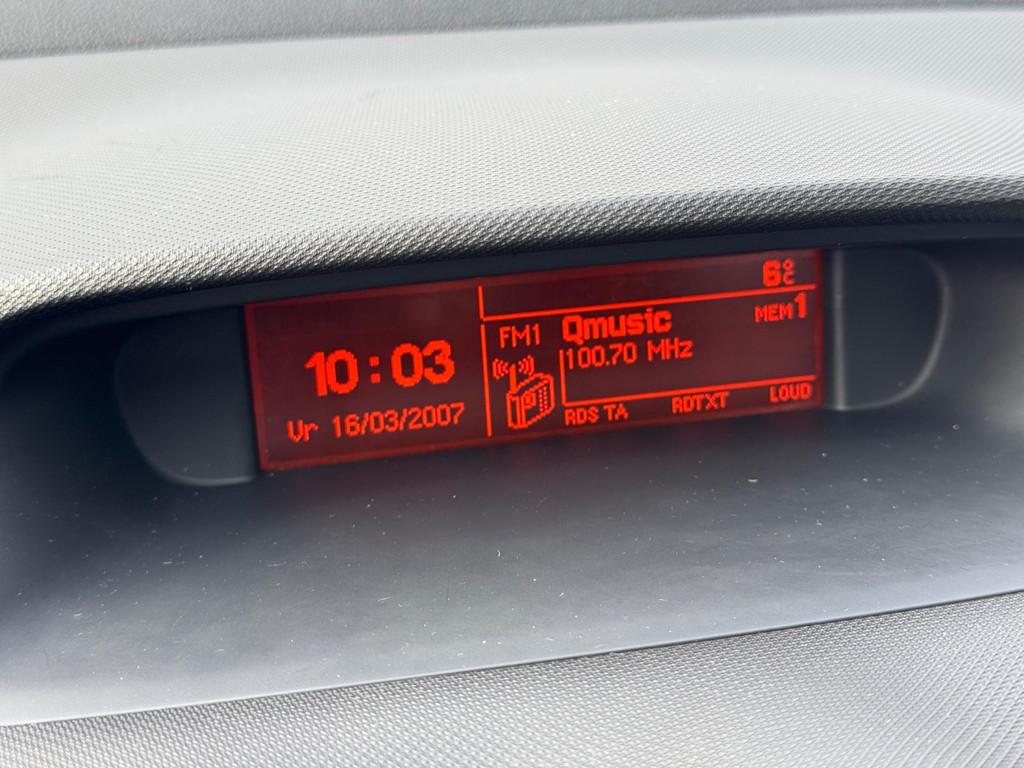 6°C
10:03
Vr 16/03/2007
FM1 Qmusic MEM1
100.70 MHz
RDS TA RDTXT LOUD